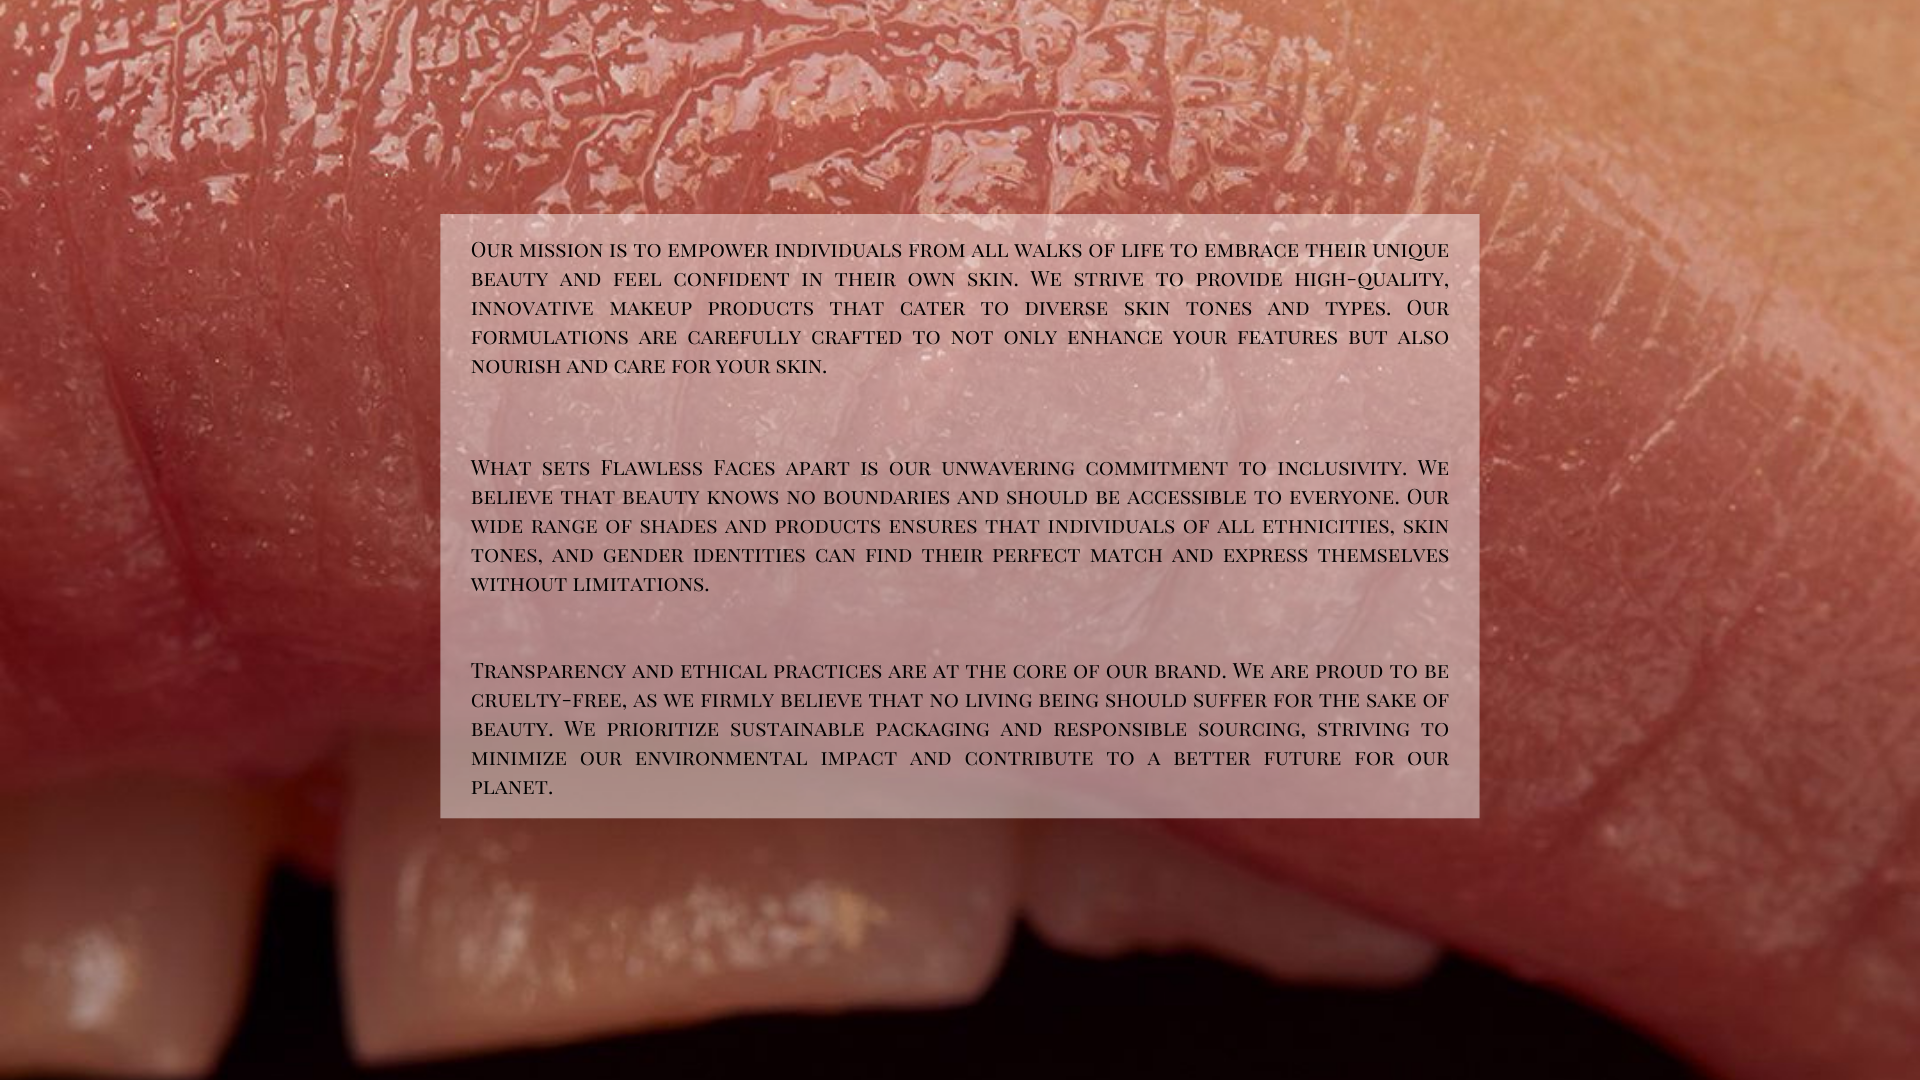 Our mission is to empower individuals from all walks of life to embrace their unique
beauty and feel confident in their own skin. We strive to provide high-quality,
innovative makeup products that cater to diverse skin tones and types. Our
formulations are carefully crafted to not only enhance your features but also
nourish and care for your skin.
What sets Flawless Faces apart is our unwavering commitment to inclusivity. We
believe that beauty knows no boundaries and should be accessible to everyone. Our
wide range of shades and products ensures that individuals of all ethnicities, skin
tones, and gender identities can find their perfect match and express themselves
without limitations.
Transparency and ethical practices are at the core of our brand. We are proud to be
cruelty-free, as we firmly believe that no living being should suffer for the sake of
beauty. We prioritize sustainable packaging and responsible sourcing, striving to
minimize our environmental impact and contribute to a better future for our
planet.